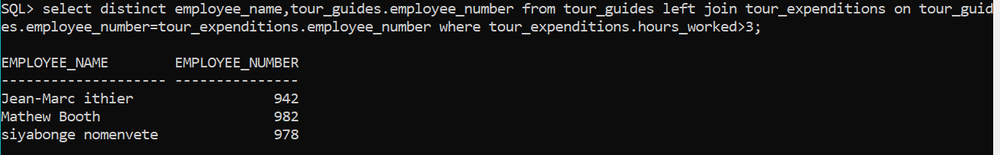 SQL> select distinct employee_name,tour_guides.employee_number from tour_guides left join tour_expenditions on tour_guid
es.employee_number=tour_expenditions.employee_number where tour_expenditions.hours_worked>3;
EMPLOYEE_NAME        EMPLOYEE_NUMBER
-------------------- ---------------
Jean-Marc ithier                 942
Mathew Booth                     982
siyabonge nomenvete              978